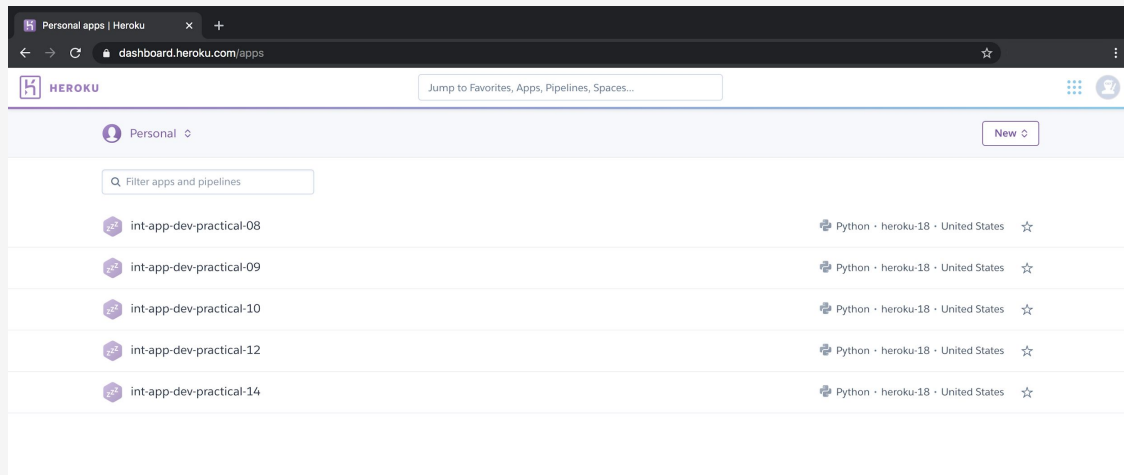 Personal apps | Heroku
dashboard.heroku.com/apps
HEROKU
Jump to Favorites, Apps, Pipelines, Spaces...
Personal
New
Filter apps and pipelines
int-app-dev-practical-08 Python · heroku-18 · United States
int-app-dev-practical-09 Python · heroku-18 · United States
int-app-dev-practical-10 Python · heroku-18 · United States
int-app-dev-practical-12 Python · heroku-18 · United States
int-app-dev-practical-14 Python · heroku-18 · United States